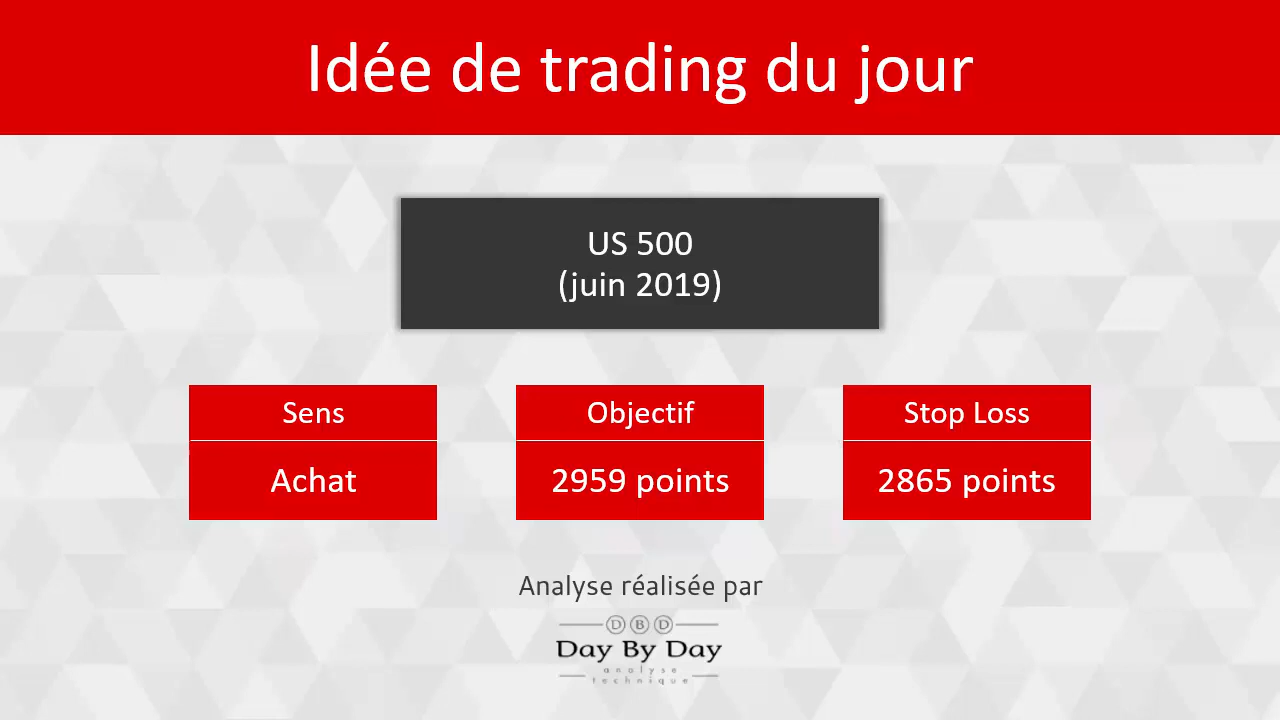 Idée de trading du jour
US 500
(juin 2019)
Sens
Objectif
Stop Loss
Achat
2959 points
2865 points
Analyse réalisée par
DBD
Day By Day
analyse
technique